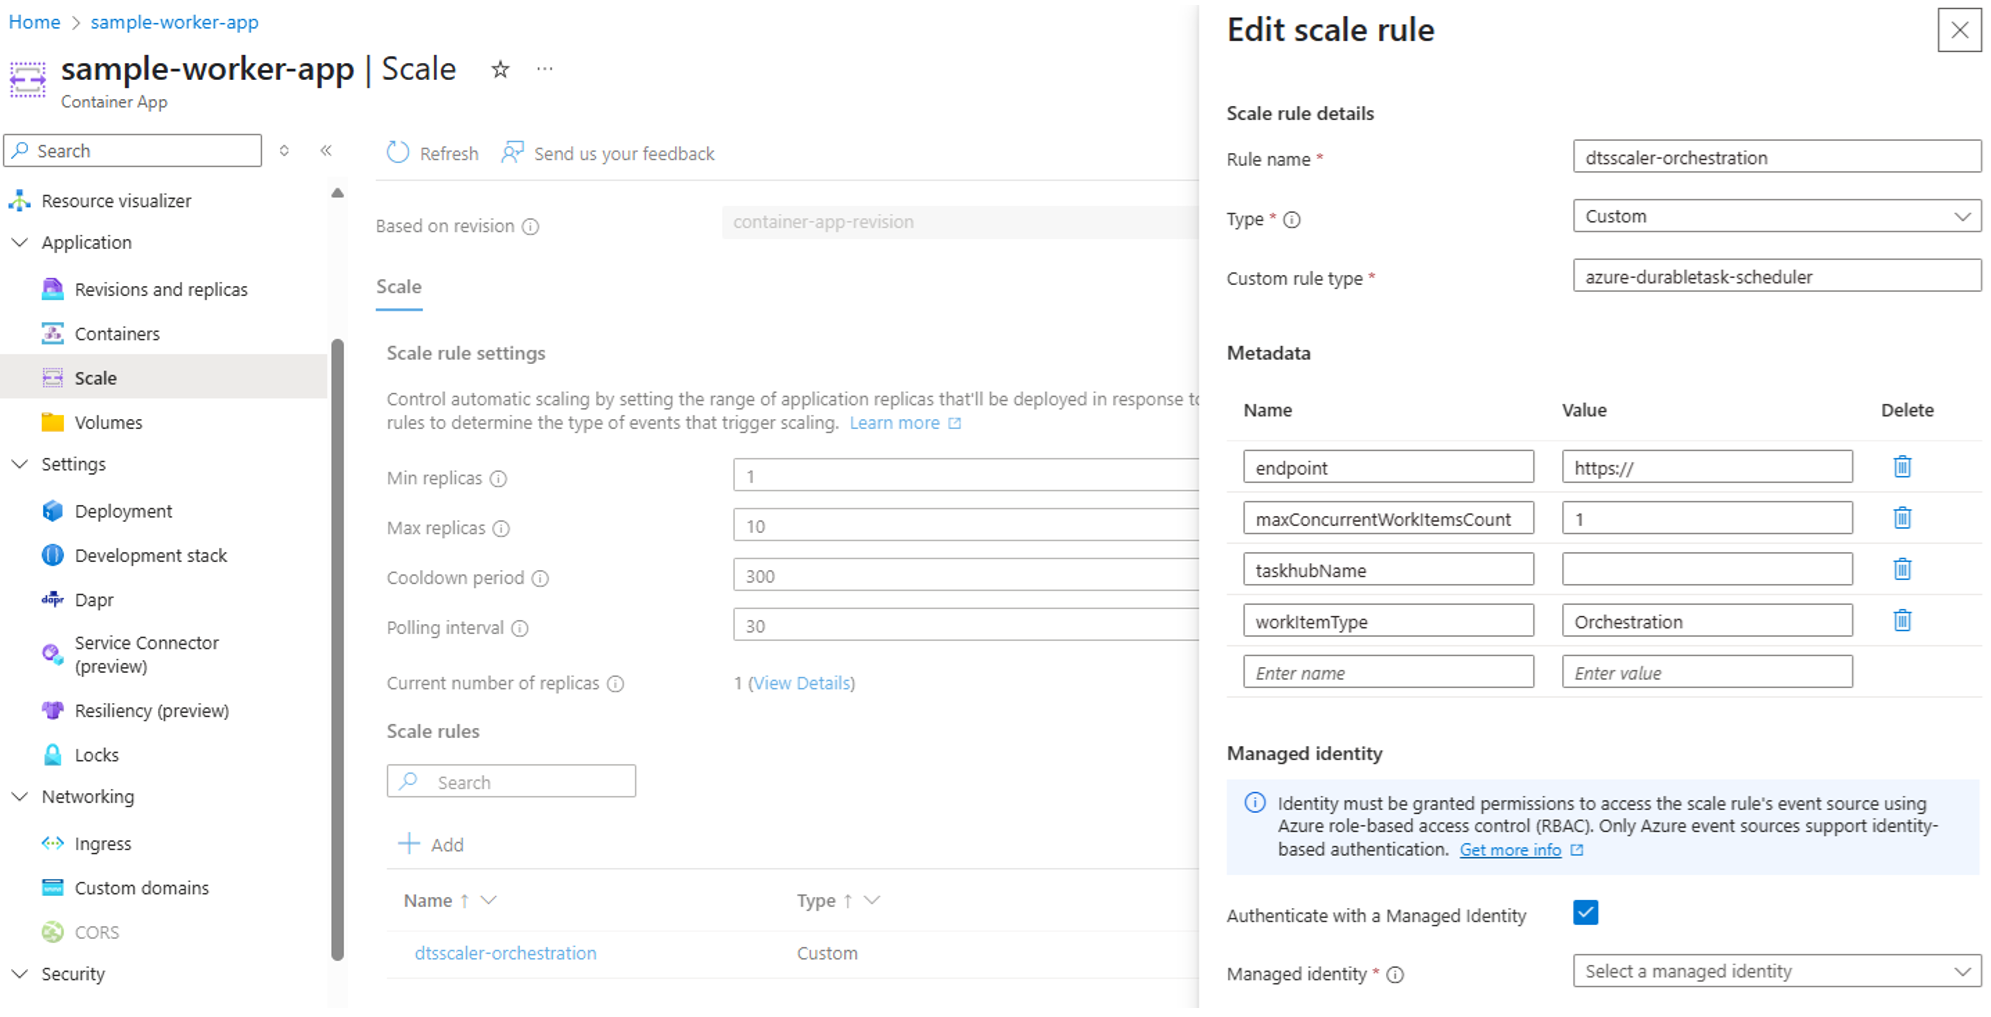 Home > sample-worker-app
sample-worker-app | Scale
Container App
Search
Resource visualizer
Application
Revisions and replicas
Containers
Scale
Volumes
Settings
Deployment
Development stack
Dapr
Service Connector
(preview)
Resiliency (preview)
Locks
Networking
Ingress
Custom domains
CORS
Security
Refresh
Send us your feedback
Based on revision
container-app-revision
Scale
Scale rule settings
Control automatic scaling by setting the range of application replicas that'll be deployed in response to
rules to determine the type of events that trigger scaling. Learn more
Min replicas 1
Max replicas 10
Cooldown period 300
Polling interval 30
Current number of replicas 1 (View Details)
Scale rules
Search
Add
Name ↑ Type ↑
dtsscaler-orchestration Custom
Edit scale rule
Scale rule details
Rule name * dtsscaler-orchestration
Type * Custom
Custom rule type * azure-durabletask-scheduler
Metadata
Name Value Delete
endpoint https://
maxConcurrentWorkItemsCount 1
taskhubName
workItemType Orchestration
Enter name Enter value
Managed identity
Identity must be granted permissions to access the scale rule's event source using
Azure role-based access control (RBAC). Only Azure event sources support identity-
based authentication. Get more info
Authenticate with a Managed Identity
Managed identity * Select a managed identity